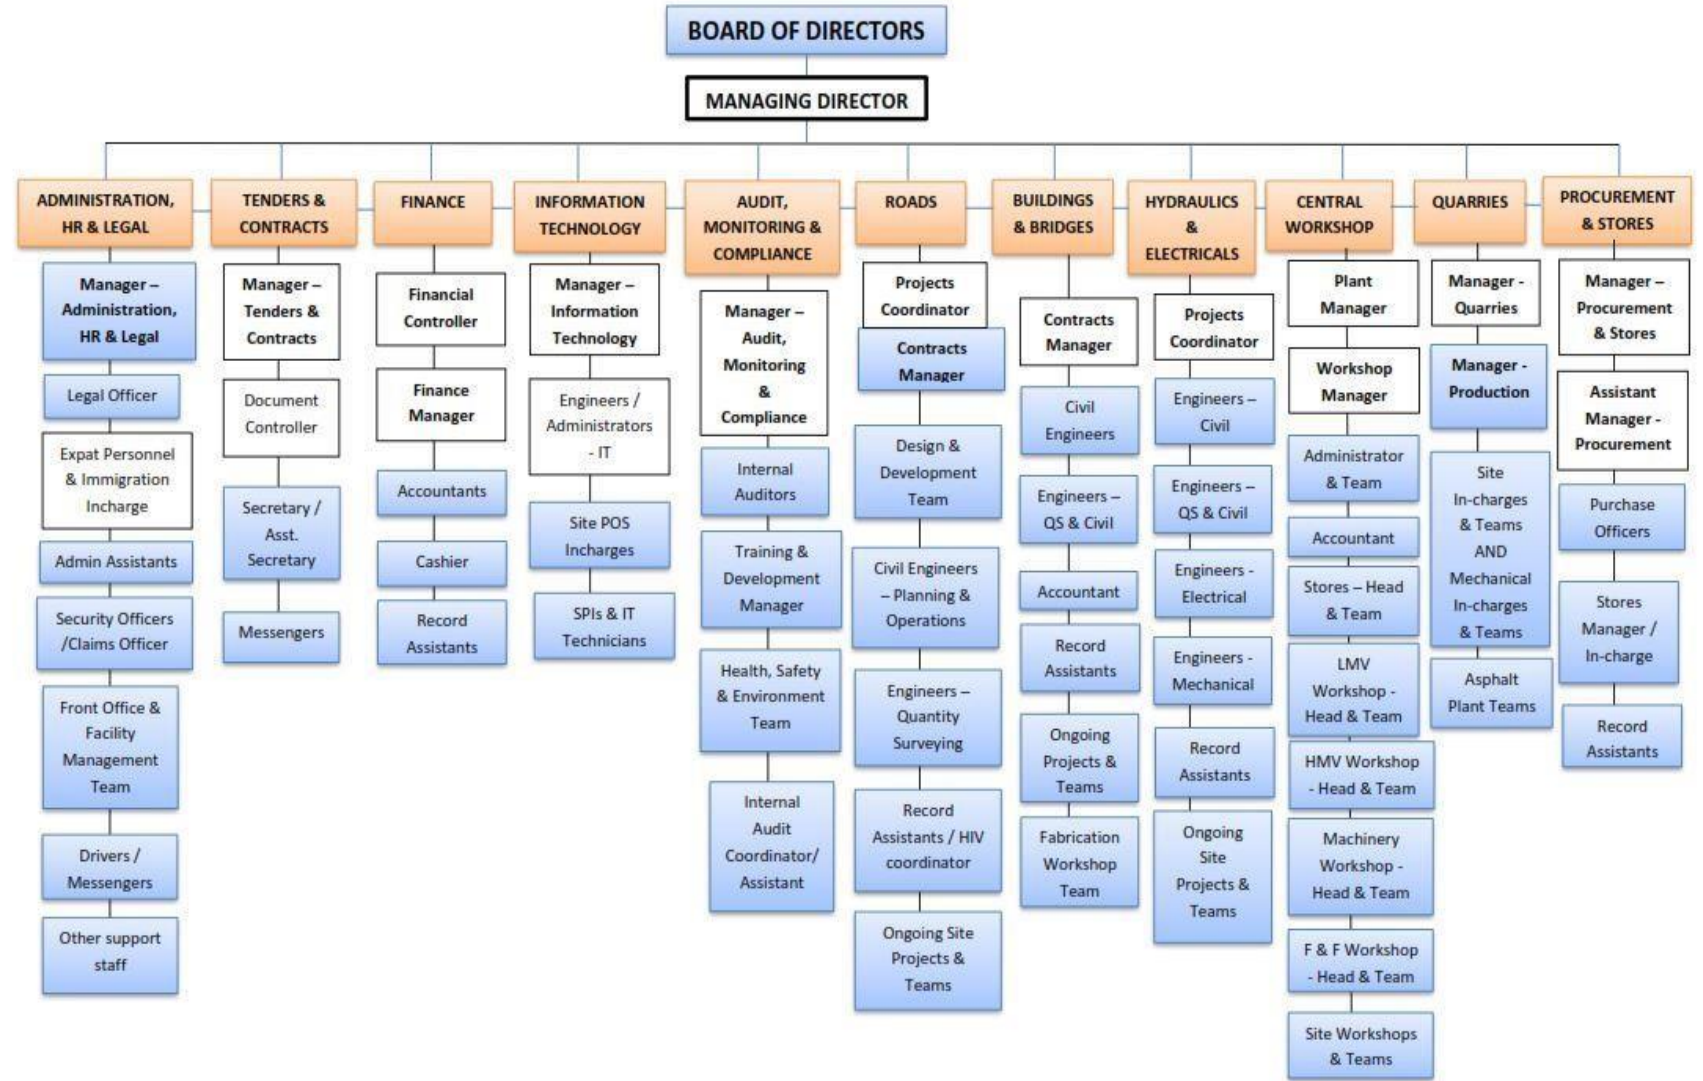 BOARD OF DIRECTORS
MANAGING DIRECTOR
ADMINISTRATION,
HR & LEGAL
Manager –
Administration,
HR & Legal
Legal Officer
Expat Personnel
& Immigration
Incharge
Admin Assistants
Security Officers
/Claims Officer
Front Office &
Facility
Management
Team
Drivers /
Messengers
Other support
staff
TENDERS &
CONTRACTS
Manager –
Tenders &
Contracts
Document
Controller
Secretary /
Asst.
Secretary
Messengers
FINANCE
Financial
Controller
Finance
Manager
Accountants
Cashier
Record
Assistants
INFORMATION
TECHNOLOGY
Manager –
Information
Technology
Engineers /
Administrators
- IT
Site POS
Incharges
SPIs & IT
Technicians
AUDIT,
MONITORING &
COMPLIANCE
Manager –
Audit,
Monitoring
&
Compliance
Internal
Auditors
Training &
Development
Manager
Health, Safety
& Environment
Team
Internal
Audit
Coordinator/
Assistant
ROADS
Projects
Coordinator
Contracts
Manager
Design &
Development
Team
Civil Engineers
– Planning &
Operations
Engineers –
Quantity
Surveying
Record
Assistants / HIV
coordinator
Ongoing Site
Projects &
Teams
BUILDINGS
& BRIDGES
Contracts
Manager
Civil
Engineers
Engineers –
QS & Civil
Accountant
Record
Assistants
Ongoing
Projects &
Teams
Fabrication
Workshop
Team
HYDRAULICS
&
ELECTRICALS
Projects
Coordinator
Engineers –
Civil
Engineers –
QS & Civil
Engineers -
Electrical
Engineers -
Mechanical
Record
Assistants
Ongoing
Site
Projects &
Teams
CENTRAL
WORKSHOP
Plant
Manager
Workshop
Manager
Administrator
& Team
Accountant
Stores – Head
& Team
LMV
Workshop -
Head & Team
HMV Workshop
- Head & Team
Machinery
Workshop -
Head & Team
F & F Workshop
- Head & Team
Site Workshops
& Teams
QUARRIES
Manager -
Quarries
Manager -
Production
Site
In-charges
& Teams
AND
Mechanical
In-charges
& Teams
Asphalt
Plant Teams
PROCUREMENT
& STORES
Manager –
Procurement
& Stores
Assistant
Manager -
Procurement
Purchase
Officers
Stores
Manager /
In-charge
Record
Assistants